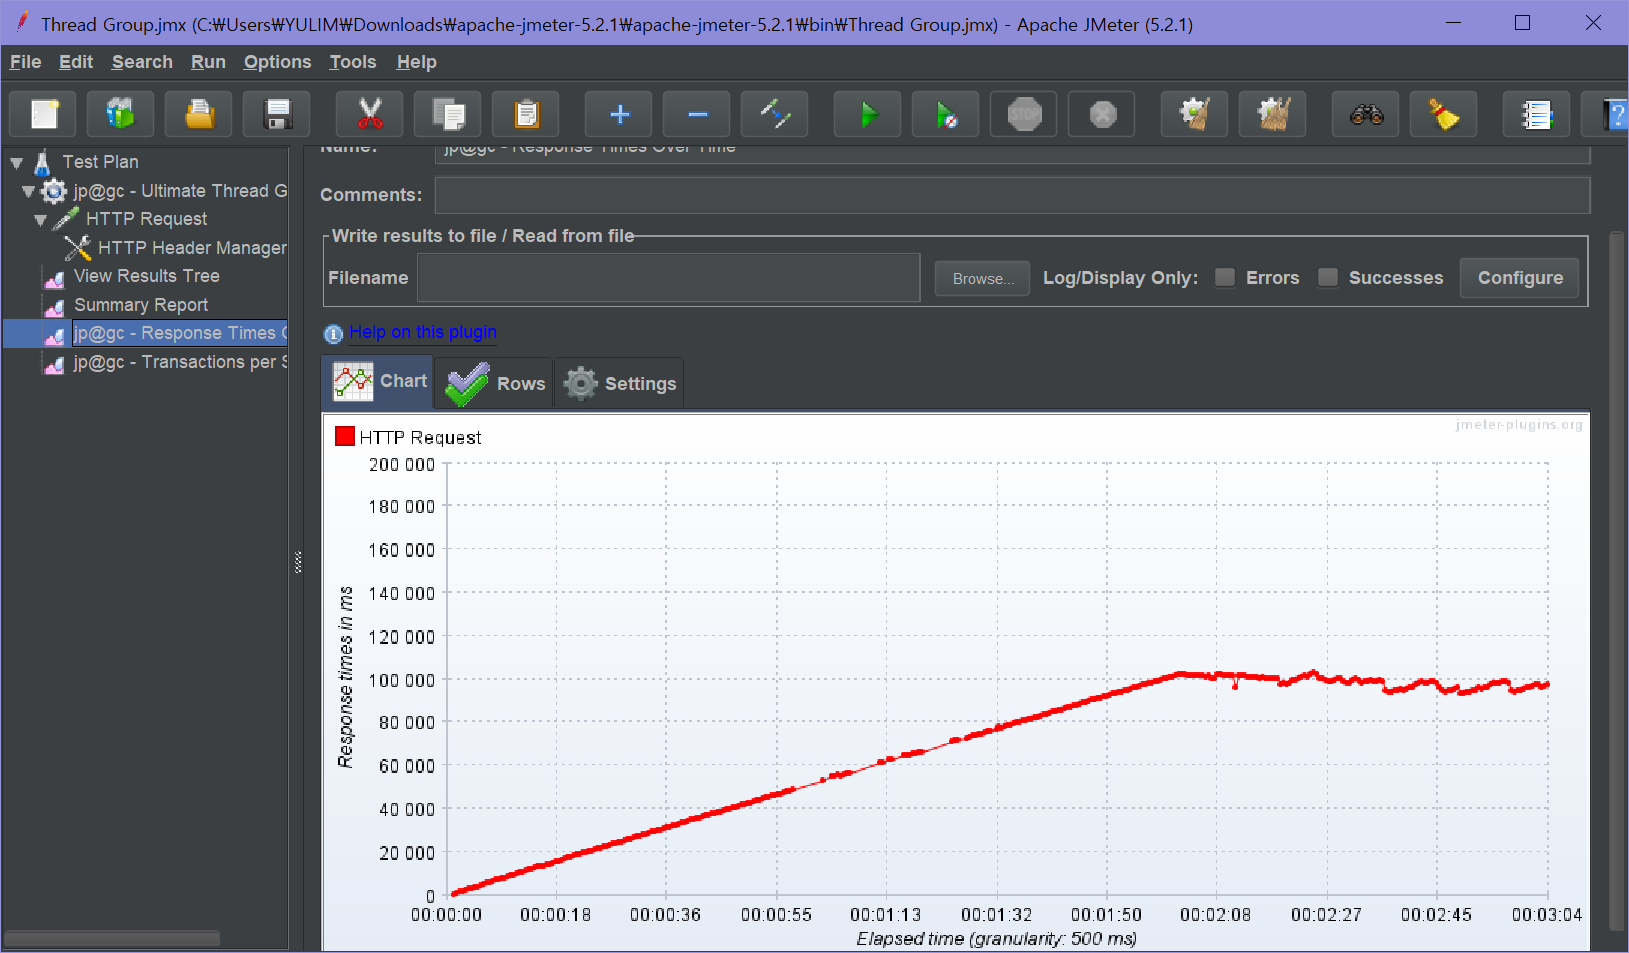 Thread Group.jmx (C:₩Users₩YULIM₩Downloads₩apache-jmeter-5.2.1₩apache-jmeter-5.2.1₩bin₩Thread Group.jmx) - Apache JMeter (5.2.1)
File Edit Search Run Options Tools Help
STOP
Test Plan
jp@gc - Ultimate Thread G
HTTP Request
HTTP Header Manager
View Results Tree
Summary Report
jp@gc - Response Times O
jp@gc - Transactions per S
Name: jp@gc - Response Times Over Time
Comments:
Write results to file / Read from file
Filename Browse... Log/Display Only: Errors Successes Configure
Help on this plugin
Chart Rows Settings
jmeter-plugins.org
HTTP Request
200 000
180 000
160 000
140 000
120 000
100 000
80 000
60 000
40 000
20 000
0
Response times in ms
00:00:00 00:00:18 00:00:36 00:00:55 00:01:13 00:01:32 00:01:50 00:02:08 00:02:27 00:02:45 00:03:04
Elapsed time (granularity: 500 ms)